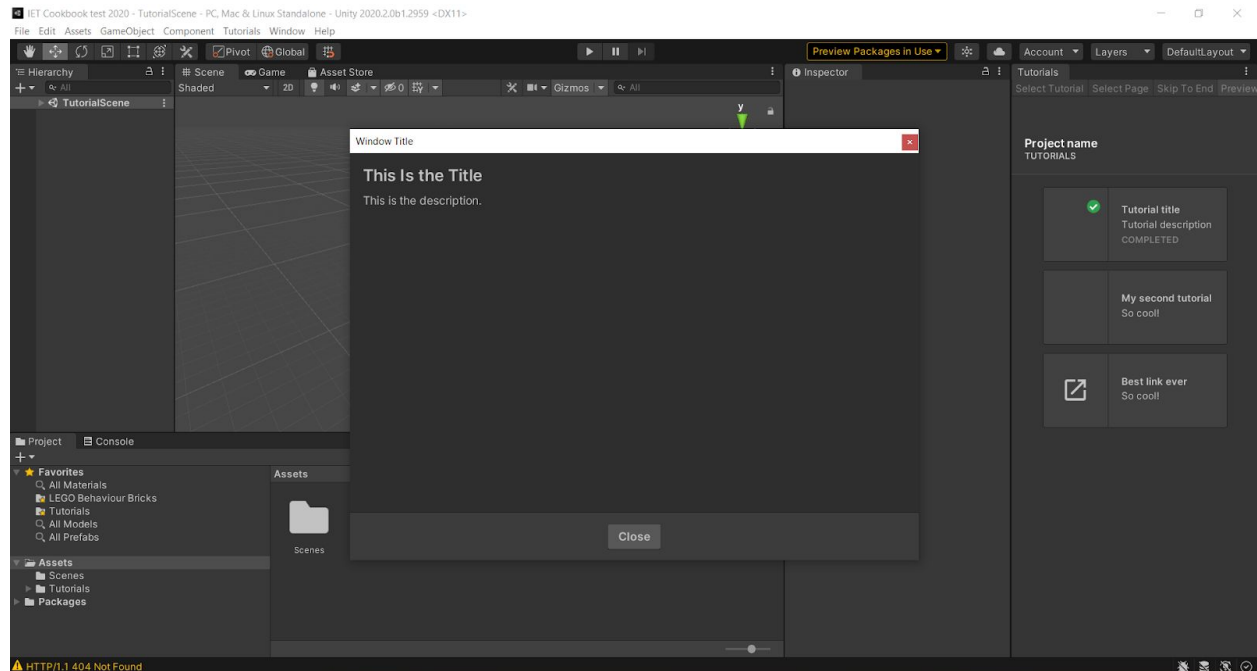 IET Cookbook test 2020 - TutorialScene - PC, Mac & Linux Standalone - Unity 2020.2.0b1.2959 <DX11>
File Edit Assets GameObject Component Tutorials Window Help
Pivot Global Preview Packages in Use Account Layers DefaultLayout
Hierarchy Scene Game Asset Store Inspector Tutorials
All Shaded 2D 0 Gizmos All Select Tutorial Select Page Skip To End Preview
TutorialScene
y
Window Title
This Is the Title
This is the description.
Close
Project name
TUTORIALS
Tutorial title
Tutorial description
COMPLETED
My second tutorial
So cool!
Best link ever
So cool!
Project Console
Favorites
All Materials
LEGO Behaviour Bricks
Tutorials
All Models
All Prefabs
Assets
Scenes
Tutorials
Packages
Assets
Scenes
HTTP/1.1 404 Not Found